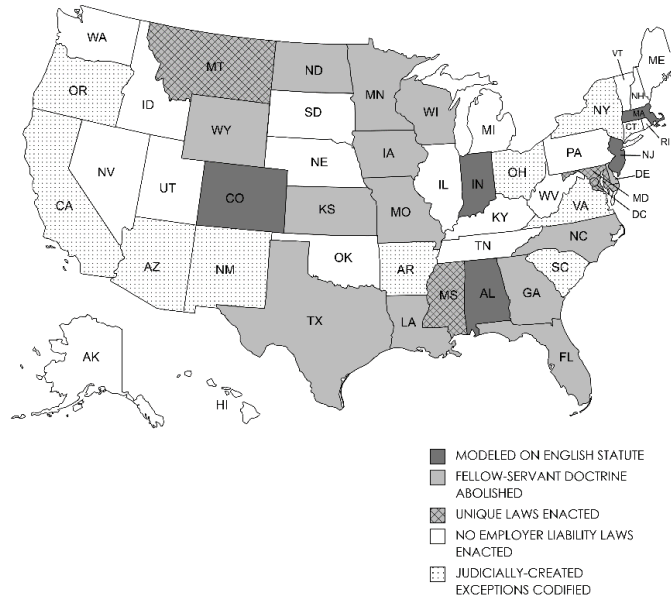 WA
MT
ND
MN
VT
ME
OR
ID
SD
WI
NY
NH
MA
CT
RI
WY
MI
IA
NE
PA
NJ
NV
UT
IL
IN
OH
DE
CO
WV
MD
KS
MO
KY
VA
DC
CA
TN
NC
AZ
NM
OK
AR
SC
MS
AL
GA
TX
LA
AK
FL
HI
MODELED ON ENGLISH STATUTE
FELLOW-SERVANT DOCTRINE
ABOLISHED
UNIQUE LAWS ENACTED
NO EMPLOYER LIABILITY LAWS
ENACTED
JUDICIALLY-CREATED
EXCEPTIONS CODIFIED